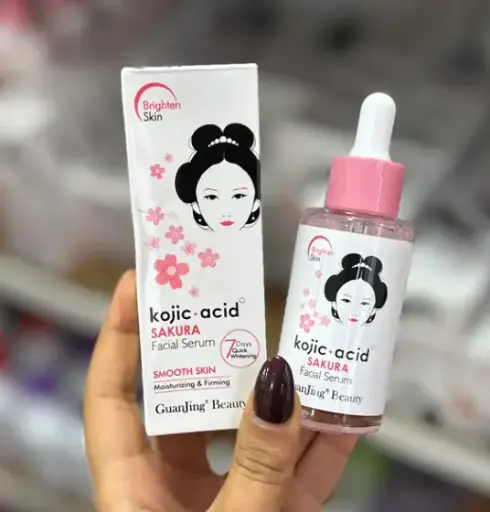 Brighten
Skin
kojic·acid
SAKURA
Facial Serum
7 Days
Quick
Whitening
SMOOTH SKIN
Moisturizing & Firming
GuanJing® Beauty
Brighten
Skin
kojic·acid
SAKURA
Facial Serum
uanJing® Beauty